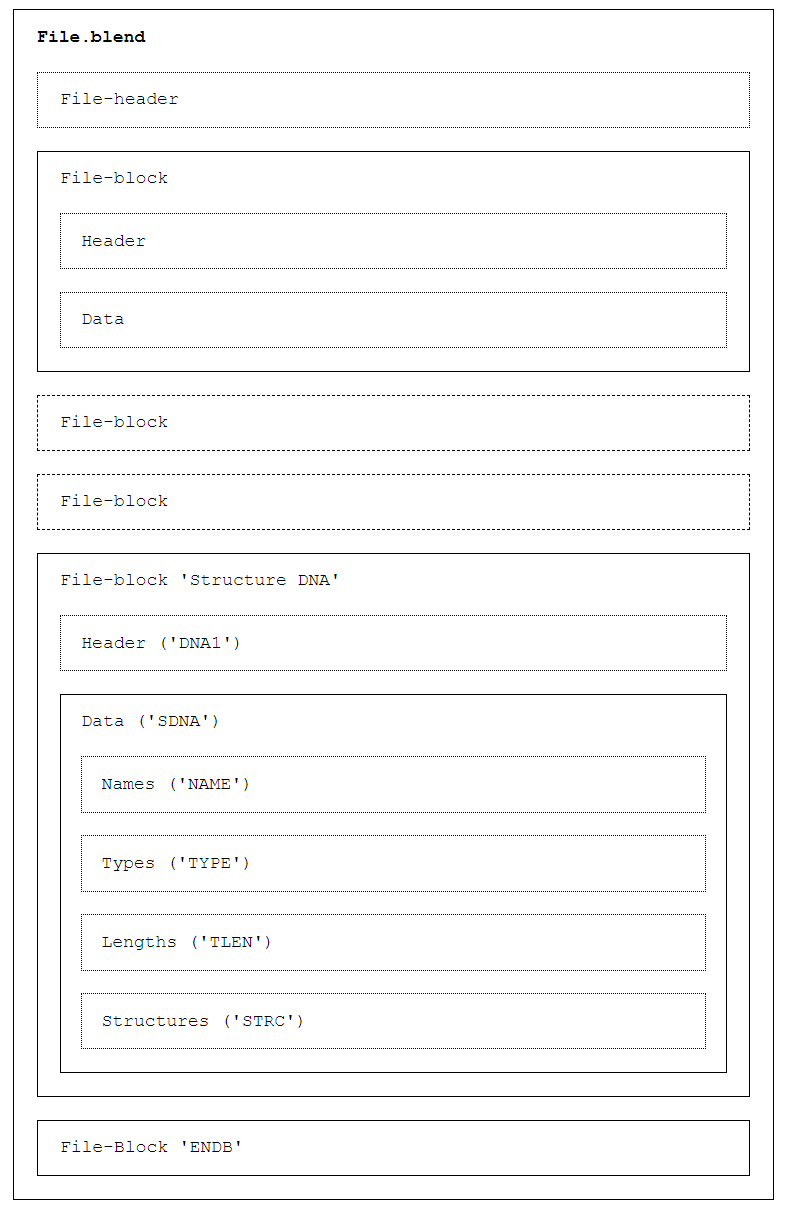 File.blend
File-header
File-block
Header
Data
File-block
File-block
File-block 'Structure DNA'
Header ('DNA1')
Data ('SDNA')
Names ('NAME')
Types ('TYPE')
Lengths ('TLEN')
Structures ('STRC')
File-Block 'ENDB'